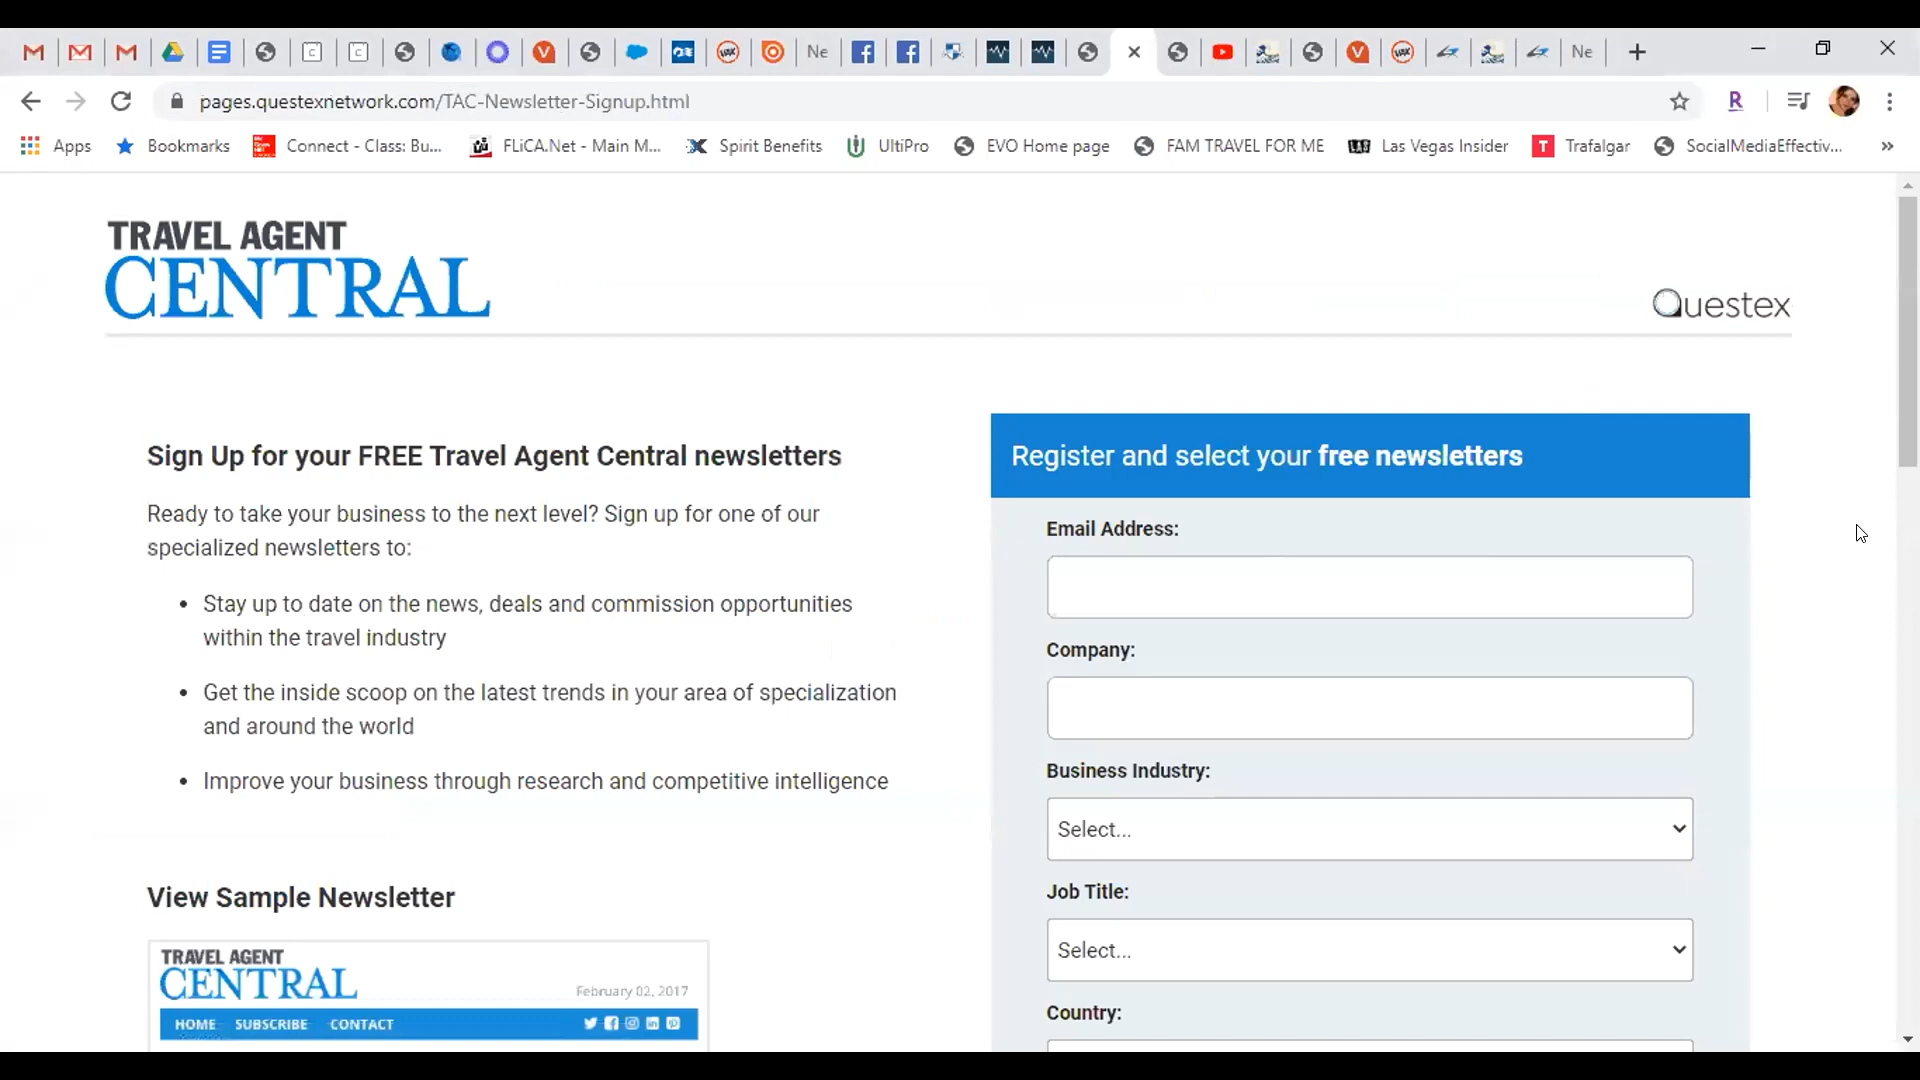 Ne
Ne
pages.questexnetwork.com/TAC-Newsletter-Signup.html
R
Apps
Bookmarks
Connect - Class: Bu...
FLiCA.Net - Main M...
Spirit Benefits
UltiPro
EVO Home page
FAM TRAVEL FOR ME
Las Vegas Insider
T
Trafalgar
SocialMediaEffectiv...
TRAVEL AGENT
CENTRAL
Questex
Sign Up for your FREE Travel Agent Central newsletters
Ready to take your business to the next level? Sign up for one of our
specialized newsletters to:
Stay up to date on the news, deals and commission opportunities
within the travel industry
Get the inside scoop on the latest trends in your area of specialization
and around the world
Improve your business through research and competitive intelligence
View Sample Newsletter
TRAVEL AGENT
CENTRAL
February 02, 2017
HOME SUBSCRIBE CONTACT
Register and select your free newsletters
Email Address:
Company:
Business Industry:
Select...
Job Title:
Select...
Country: